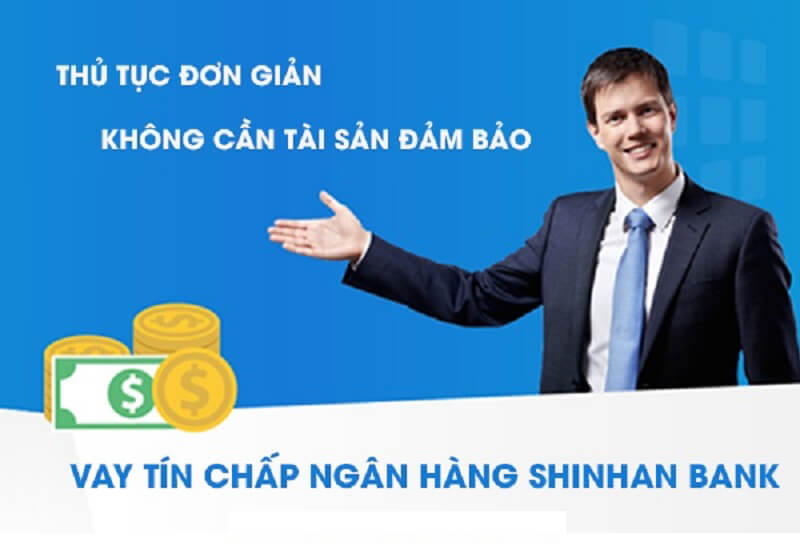 THỦ TỤC ĐƠN GIẢN
KHÔNG CẦN TÀI SẢN ĐẢM BẢO
$
$
$
VAY TÍN CHẤP NGÂN HÀNG SHINHAN BANK